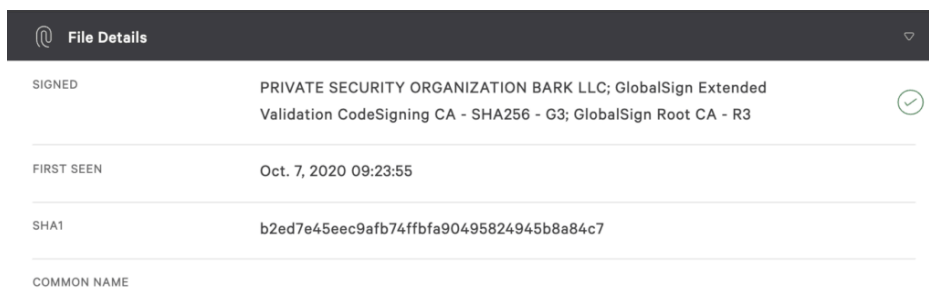 File Details
SIGNED
PRIVATE SECURITY ORGANIZATION BARK LLC; GlobalSign Extended
Validation CodeSigning CA - SHA256 - G3; GlobalSign Root CA - R3
FIRST SEEN
Oct. 7, 2020 09:23:55
SHA1
b2ed7e45eec9afb74ffbfa90495824945b8a84c7
COMMON NAME